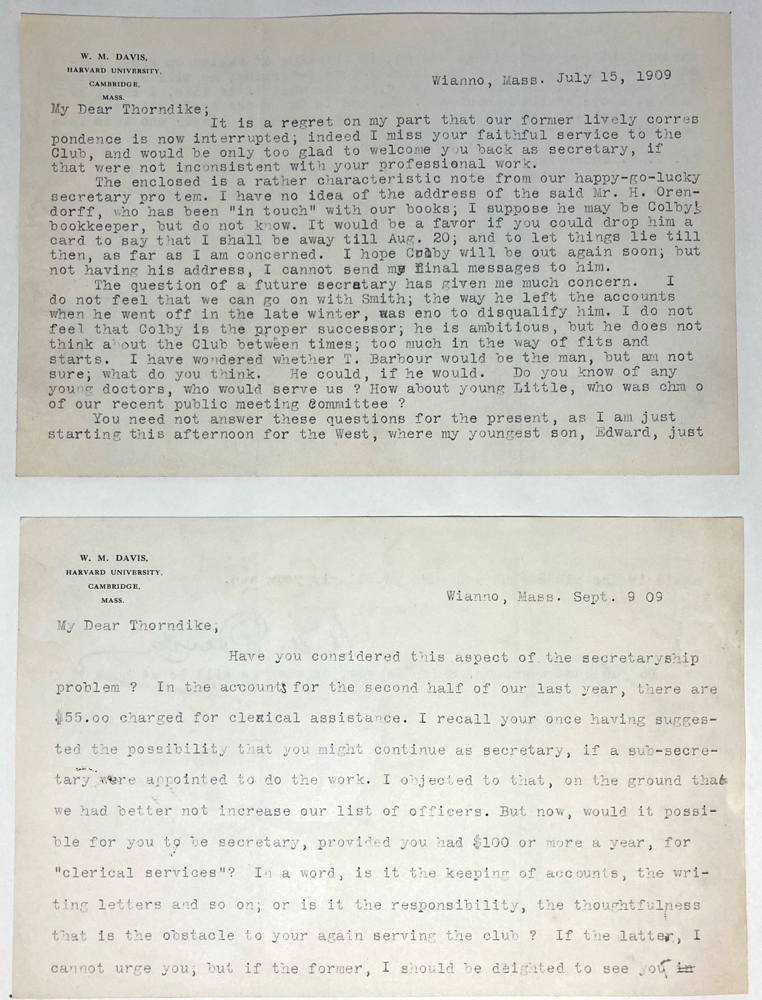 W. M. DAVIS,
HARVARD UNIVERSITY,
CAMBRIDGE,
MASS.
Wianno, Mass. July 15, 1909
My Dear Thorndike;
It is a regret on my part that our former lively corres
pondence is now interrupted; indeed I miss your faithful service to the
Club, and would be only too glad to welcome you back as secretary, if
that were not inconsistent with your professional work.
The enclosed is a rather characteristic note from our happy-go-lucky
secretary pro tem. I have no idea of the address of the said Mr. H. Oren-
dorff, who has been "in touch" with our books; I suppose he may be Colby's
bookkeeper, but do not know. It would be a favor if you could drop him a
card to say that I shall be away till Aug. 20; and to let things lie till
then, as far as I am concerned. I hope Colby will be out again soon; but
not having his address, I cannot send my final messages to him.
The question of a future secretary has given me much concern. I
do not feel that we can go on with Smith; the way he left the accounts
when he went off in the late winter, was eno to disqualify him. I do not
feel that Colby is the proper successor; he is ambitious, but he does not
think about the Club between times; too much in the way of fits and
starts. I have wondered whether T. Barbour would be the man, but am not
sure; what do you think. He could, if he would. Do you know of any
young doctors, who would serve us ? How about young Little, who was chm o
of our recent public meeting Committee ?
You need not answer these questions for the present, as I am just
starting this afternoon for the West, where my youngest son, Edward, just
W. M. DAVIS,
HARVARD UNIVERSITY,
CAMBRIDGE,
MASS.
Wianno, Mass. Sept. 9 09
My Dear Thorndike;
Have you considered this aspect of the secretaryship
problem ? In the accounts for the second half of our last year, there are
$55.oo charged for clerical assistance. I recall your once having sugges-
ted the possibility that you might continue as secretary, if a sub-secre-
tary were appointed to do the work. I objected to that, on the ground that
we had better not increase our list of officers. But now, would it possi-
ble for you to be secretary, provided you had $100 or more a year, for
"clerical services"? In a word, is it the keeping of accounts, the wri-
ting letters and so on; or is it the responsibility, the thoughtfulness
that is the obstacle to your again serving the club ? If the latter, I
cannot urge you; but if the former, I should be deighted to see you in